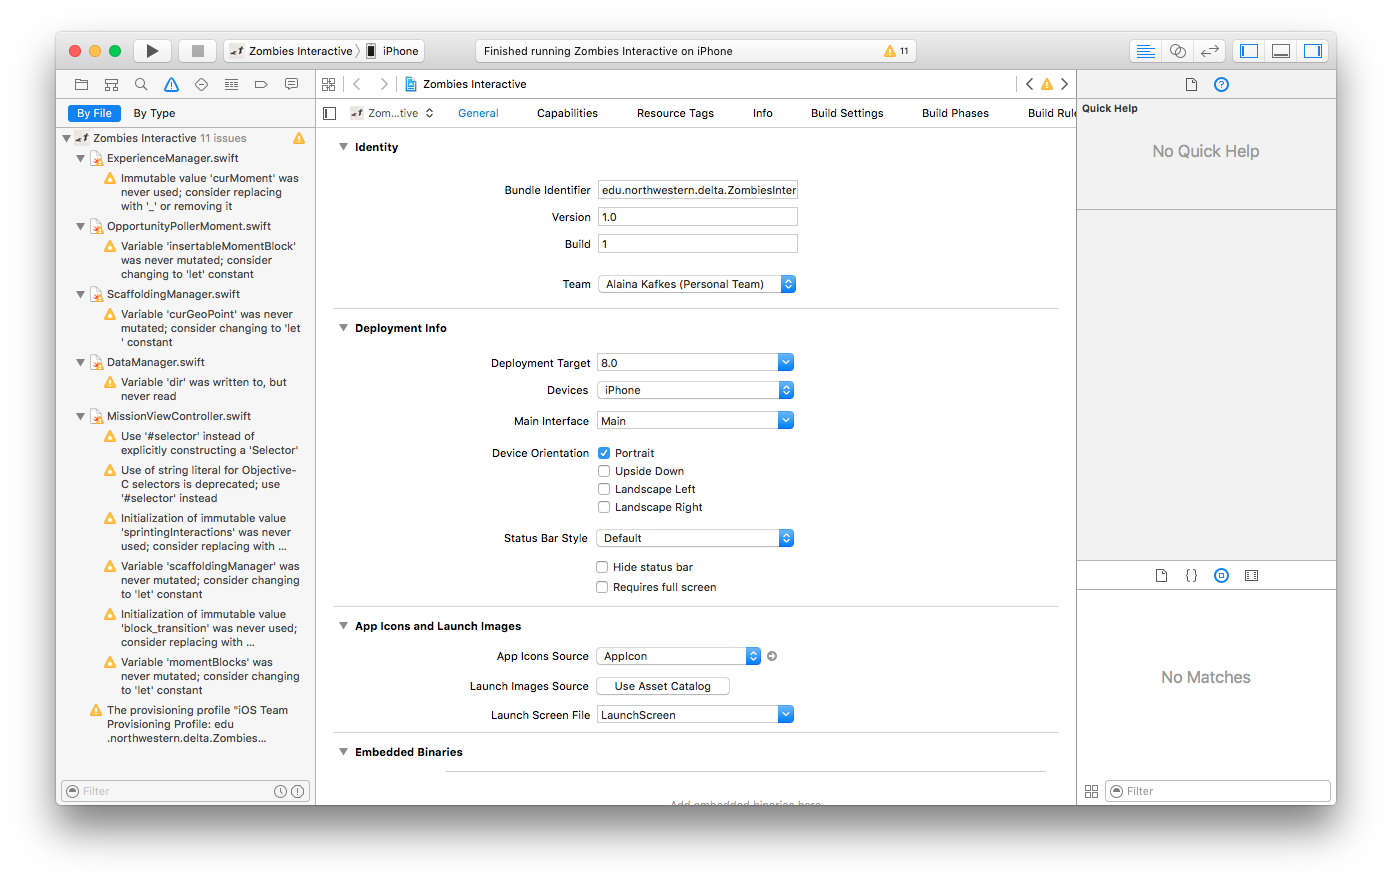 Zombies Interactive
iPhone
Finished running Zombies Interactive on iPhone
11
Zombies Interactive
By File
By Type
Zombies Interactive 11 issues
ExperienceManager.swift
Immutable value 'curMoment' was
never used; consider replacing
with '_' or removing it
OpportunityPollerMoment.swift
Variable 'insertableMomentBlock'
was never mutated; consider
changing to 'let' constant
ScaffoldingManager.swift
Variable 'curGeoPoint' was never
mutated; consider changing to 'let
' constant
DataManager.swift
Variable 'dir' was written to, but
never read
MissionViewController.swift
Use '#selector' instead of
explicitly constructing a 'Selector'
Use of string literal for Objective-
C selectors is deprecated; use
'#selector' instead
Initialization of immutable value
'sprintingInteractions' was never
used; consider replacing with ...
Variable 'scaffoldingManager' was
never mutated; consider changing
to 'let' constant
Initialization of immutable value
'block_transition' was never used;
consider replacing with ...
Variable 'momentBlocks' was
never mutated; consider changing
to 'let' constant
The provisioning profile "iOS Team
Provisioning Profile: edu
.northwestern.delta.Zombies...
Filter
Zom...tive
General
Capabilities
Resource Tags
Info
Build Settings
Build Phases
Build Rule
Identity
Bundle Identifier edu.northwestern.delta.ZombiesInter
Version 1.0
Build 1
Team Alaina Kafkes (Personal Team)
Deployment Info
Deployment Target 8.0
Devices iPhone
Main Interface Main
Device Orientation Portrait
Upside Down
Landscape Left
Landscape Right
Status Bar Style Default
Hide status bar
Requires full screen
App Icons and Launch Images
App Icons Source AppIcon
Launch Images Source Use Asset Catalog
Launch Screen File LaunchScreen
Embedded Binaries
Add embedded binaries here
Quick Help
No Quick Help
No Matches
Filter